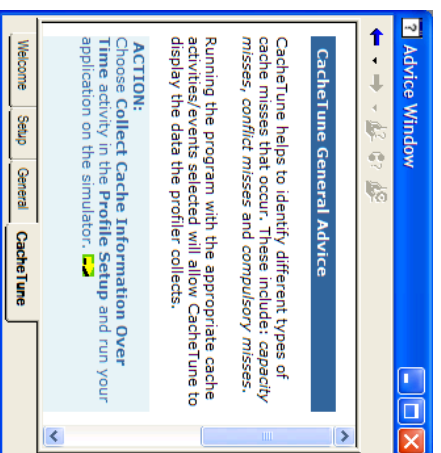 Advice Window
CacheTune General Advice
CacheTune helps to identify different types of
cache misses that occur. These include: capacity
misses, conflict misses and compulsory misses.
Running the program with the appropriate cache
activities/events selected will allow CacheTune to
display the data the profiler collects.
ACTION:
Choose Collect Cache Information Over
Time activity in the Profile Setup and run your
application on the simulator.
Welcome Setup General CacheTune